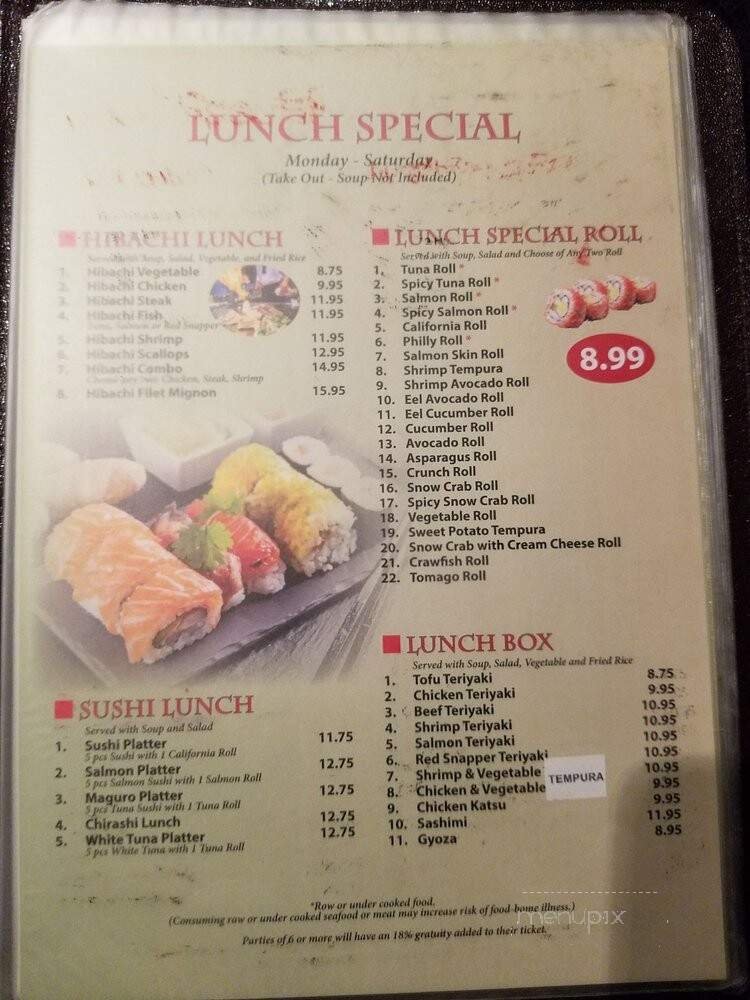 LUNCH SPECIAL
Monday - Saturday
(Take Out - Soup Not Included)
HIBACHI LUNCH
Served with Soup, Salad, Vegetable, and Fried Rice
1. Hibachi Vegetable 8.75
2. Hibachi Chicken 9.95
3. Hibachi Steak 11.95
4. Hibachi Fish 11.95
Tuna, Salmon or Red Snapper
5. Hibachi Shrimp 11.95
6. Hibachi Scallops 12.95
7. Hibachi Combo 14.95
Choose any two: Chicken, Steak, Shrimp
8. Hibachi Filet Mignon 15.95
LUNCH SPECIAL ROLL
Served with Soup, Salad and Choose of Any Two Roll
1. Tuna Roll *
2. Spicy Tuna Roll *
3. Salmon Roll *
4. Spicy Salmon Roll *
5. California Roll
6. Philly Roll *
7. Salmon Skin Roll
8. Shrimp Tempura
9. Shrimp Avocado Roll
10. Eel Avocado Roll
11. Eel Cucumber Roll
12. Cucumber Roll
13. Avocado Roll
14. Asparagus Roll
15. Crunch Roll
16. Snow Crab Roll
17. Spicy Snow Crab Roll
18. Vegetable Roll
19. Sweet Potato Tempura
20. Snow Crab with Cream Cheese Roll
21. Crawfish Roll
22. Tomago Roll
8.99
SUSHI LUNCH
Served with Soup and Salad
1. Sushi Platter 11.75
5 pcs Sushi with 1 California Roll
2. Salmon Platter 12.75
5 pcs Salmon Sushi with 1 Salmon Roll
3. Maguro Platter 12.75
5 pcs Tuna Sushi with 1 Tuna Roll
4. Chirashi Lunch 12.75
5. White Tuna Platter 12.75
5 pcs White Tuna with 1 Tuna Roll
LUNCH BOX
Served with Soup, Salad, Vegetable and Fried Rice
1. Tofu Teriyaki 8.75
2. Chicken Teriyaki 9.95
3. Beef Teriyaki 10.95
4. Shrimp Teriyaki 10.95
5. Salmon Teriyaki 10.95
6. Red Snapper Teriyaki 10.95
7. Shrimp & Vegetable 10.95
8. Chicken & Vegetable TEMPURA 9.95
9. Chicken Katsu 9.95
10. Sashimi 11.95
11. Gyoza 8.95
*Row or under cooked food.
(Consuming raw or under cooked seafood or meat may increase risk of food-borne illness.)
Parties of 6 or more will have an 18% gratuity added to their ticket.
menupix